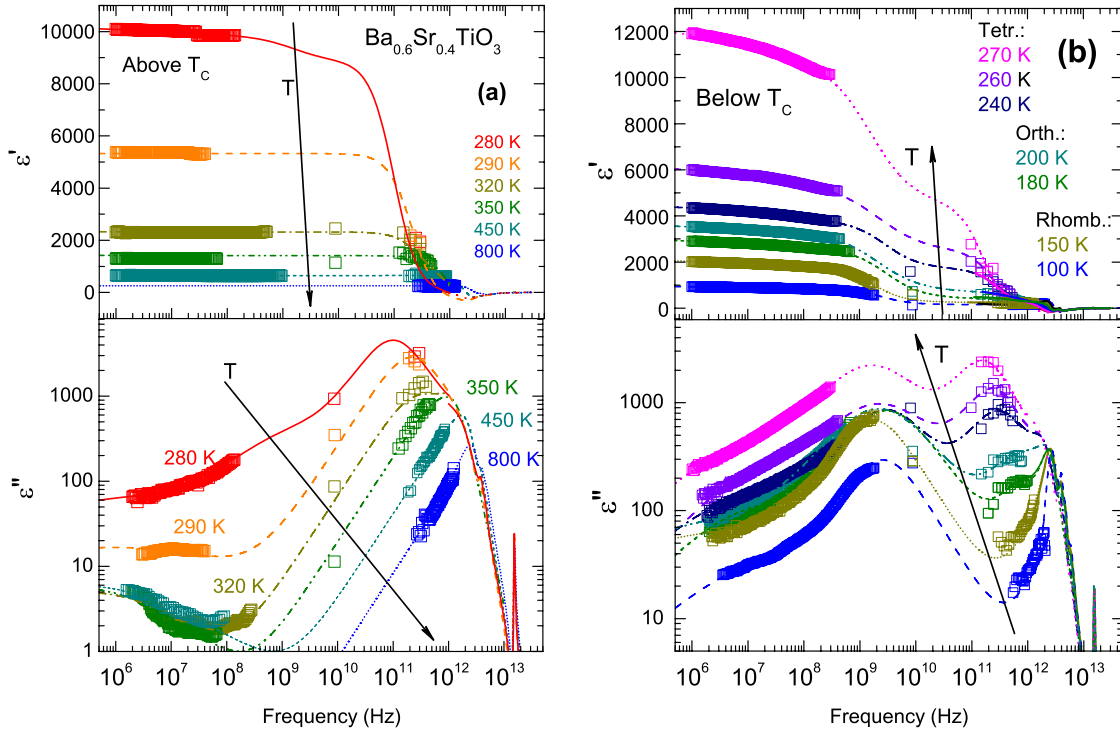 10000
8000
6000
4000
2000
0
ε'
Ba0.6Sr0.4TiO3
Above TC
T
(a)
280 K
290 K
320 K
350 K
450 K
800 K
1000
100
10
1
ε''
T
280 K
290 K
320 K
350 K
450 K
800 K
10^6 10^7 10^8 10^9 10^10 10^11 10^12 10^13
Frequency (Hz)
12000
10000
8000
6000
4000
2000
0
ε'
Below TC
T
(b)
Tetr.:
270 K
260 K
240 K
Orth.:
200 K
180 K
Rhomb.:
150 K
100 K
1000
100
10
ε''
T
10^6 10^7 10^8 10^9 10^10 10^11 10^12 10^13
Frequency (Hz)